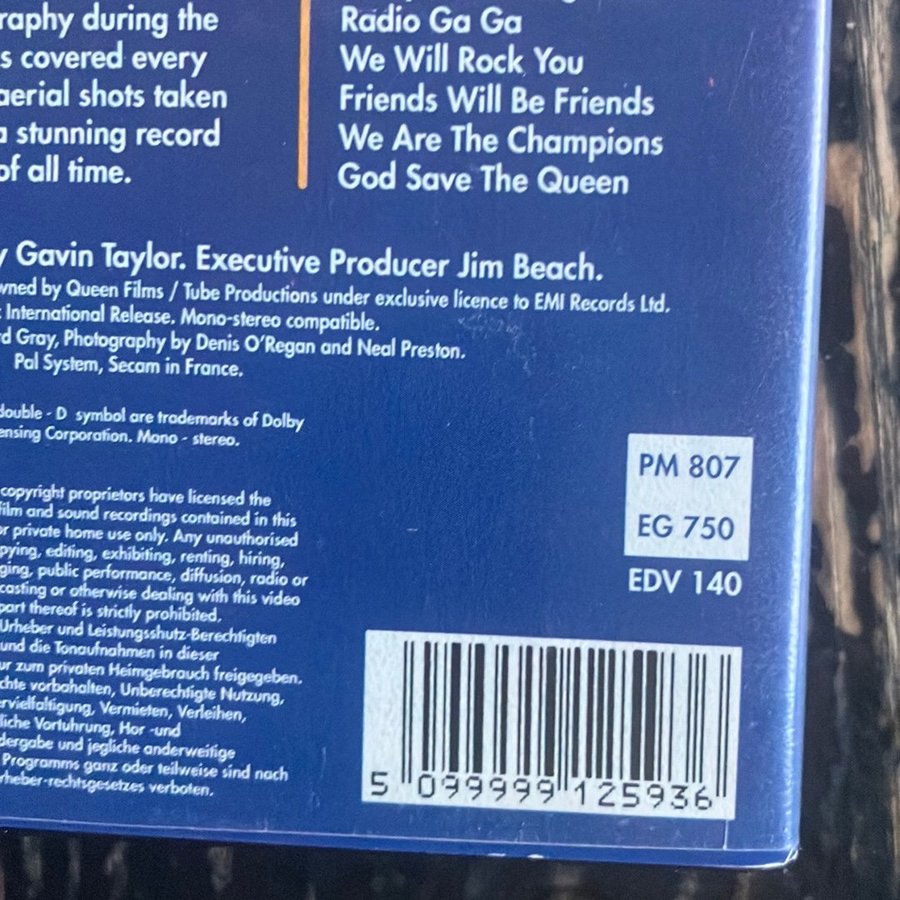 raphy during the
s covered every
aerial shots taken
a stunning record
of all time.
Radio Ga Ga
We Will Rock You
Friends Will Be Friends
We Are The Champions
God Save The Queen
y Gavin Taylor. Executive Producer Jim Beach.
wned by Queen Films / Tube Productions under exclusive licence to EMI Records Ltd.
International Release. Mono-stereo compatible.
rd Gray, Photography by Denis O'Regan and Neal Preston.
Pal System, Secam in France.
double - D symbol are trademarks of Dolby
ensing Corporation. Mono - stereo.
copyright proprietors have licensed the
film and sound recordings contained in this
or private home use only. Any unauthorised
pying, editing, exhibiting, renting, hiring,
ging, public performance, diffusion, radio or
casting or otherwise dealing with this video
part thereof is strictly prohibited.
Urheber und Leistungsshutz-Berechtigten
und die Tonaufnahmen in dieser
ur zum privaten Heimgebrauch freigegeben.
chte vorbahalten, Unberechtigte Nutzung,
ervielfaltigung, Vermieten, Verleihen,
liche Vorfuhrung, Hor -und
dergabe und jegliche anderweitige
Programms ganz oder teilweise sind nach
rheber-rechtsgesetzes verboten.
PM 807
EG 750
EDV 140
5 099999 125936